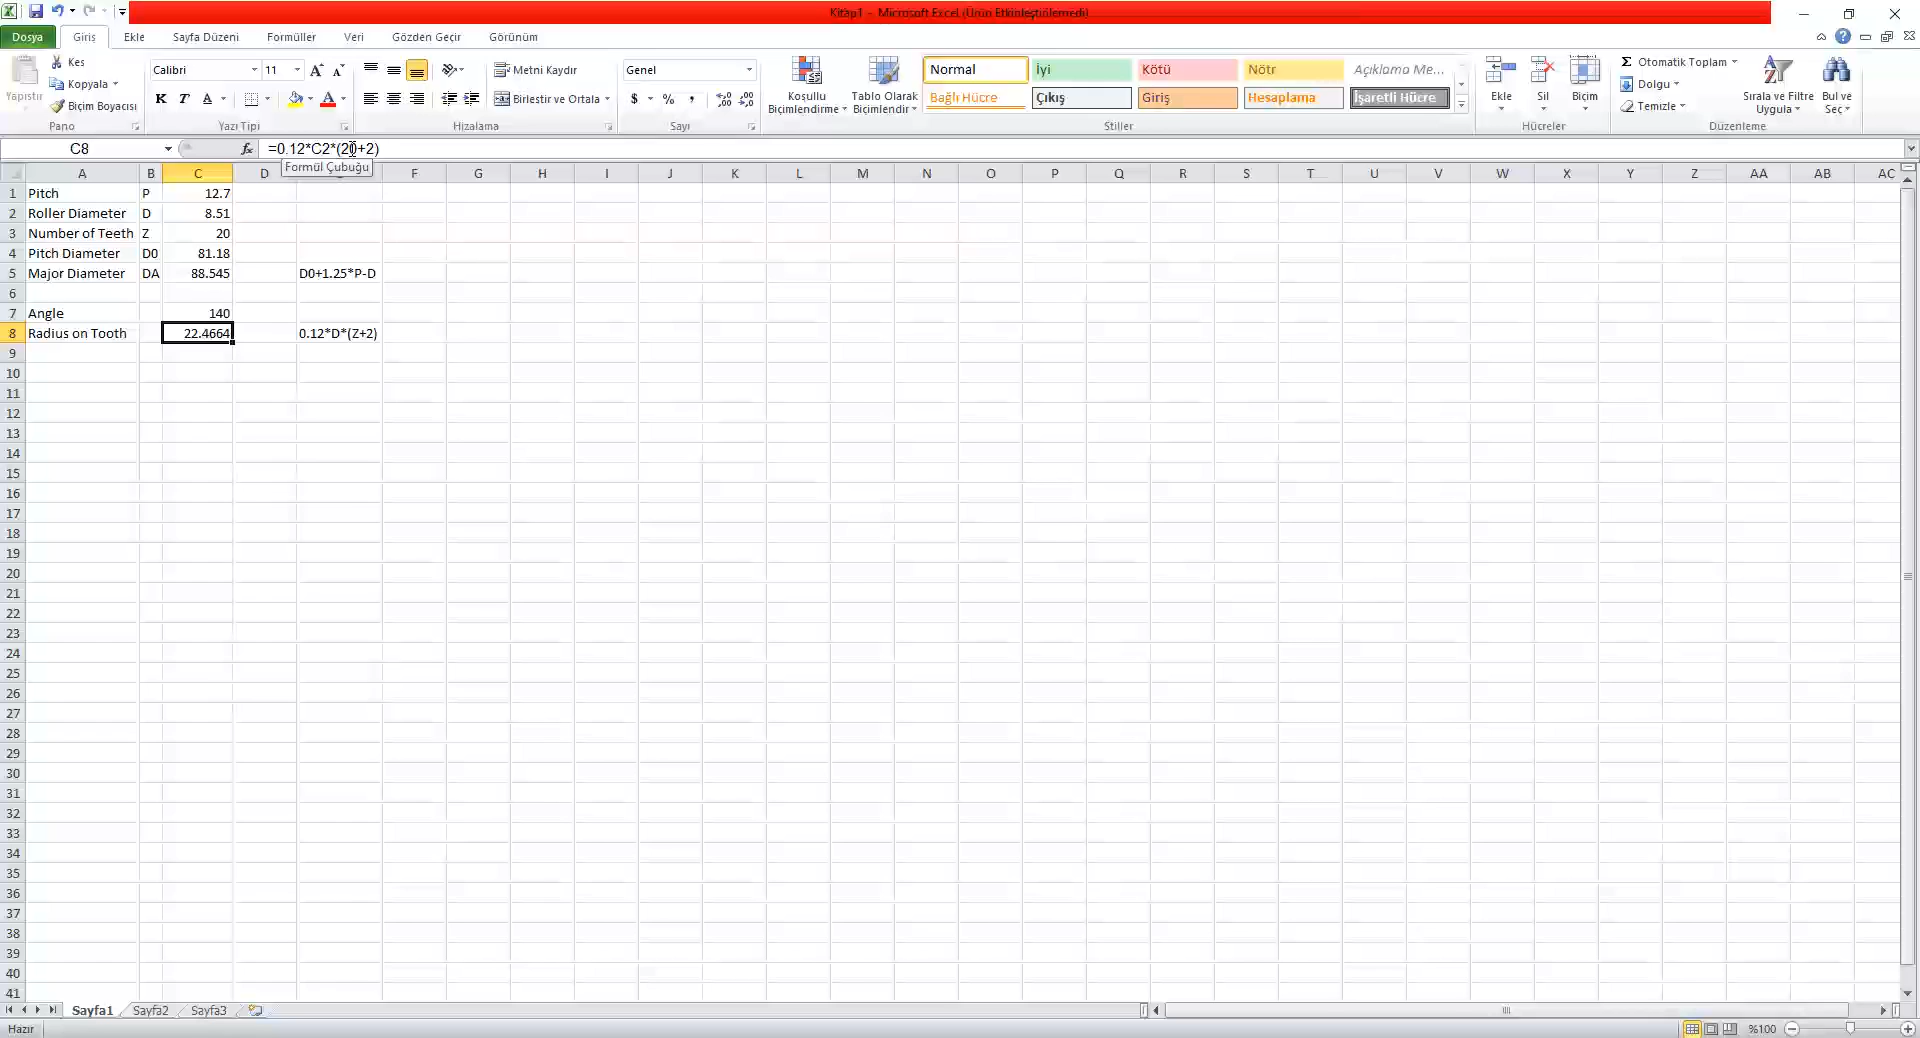 Kitap1 - Microsoft Excel (Ürün Etkinleştirilemedi)
Dosya Giriş Ekle Sayfa Düzeni Formüller Veri Gözden Geçir Görünüm
Yapıştır
Kes
Kopyala
Biçim Boyacısı
Pano
Calibri 11
K T A
Yazı Tipi
Metni Kaydır
Birleştir ve Ortala
Hizalama
Genel
$ % ,
Sayı
Koşullu Biçimlendirme
Tablo Olarak Biçimlendir
Normal İyi Kötü Nötr Açıklama Me...
Bağlı Hücre Çıkış Giriş Hesaplama İşaretli Hücre
Stiller
Ekle Sil Biçim
Hücreler
Σ Otomatik Toplam
Dolgu
Temizle
Sırala ve Filtre Uygula
Bul ve Seç
Düzenleme
C8 fx =0.12*C2*(20+2)
Formül Çubuğu
A B C D F G H I J K L M N O P Q R S T U V W X Y Z AA AB AC
1 Pitch P 12.7
2 Roller Diameter D 8.51
3 Number of Teeth Z 20
4 Pitch Diameter D0 81.18
5 Major Diameter DA 88.545 D0+1.25*P-D
6
7 Angle 140
8 Radius on Tooth 22.4664 0.12*D*(Z+2)
9
10
11
12
13
14
15
16
17
18
19
20
21
22
23
24
25
26
27
28
29
30
31
32
33
34
35
36
37
38
39
40
41
Sayfa1 Sayfa2 Sayfa3
Hazır %100